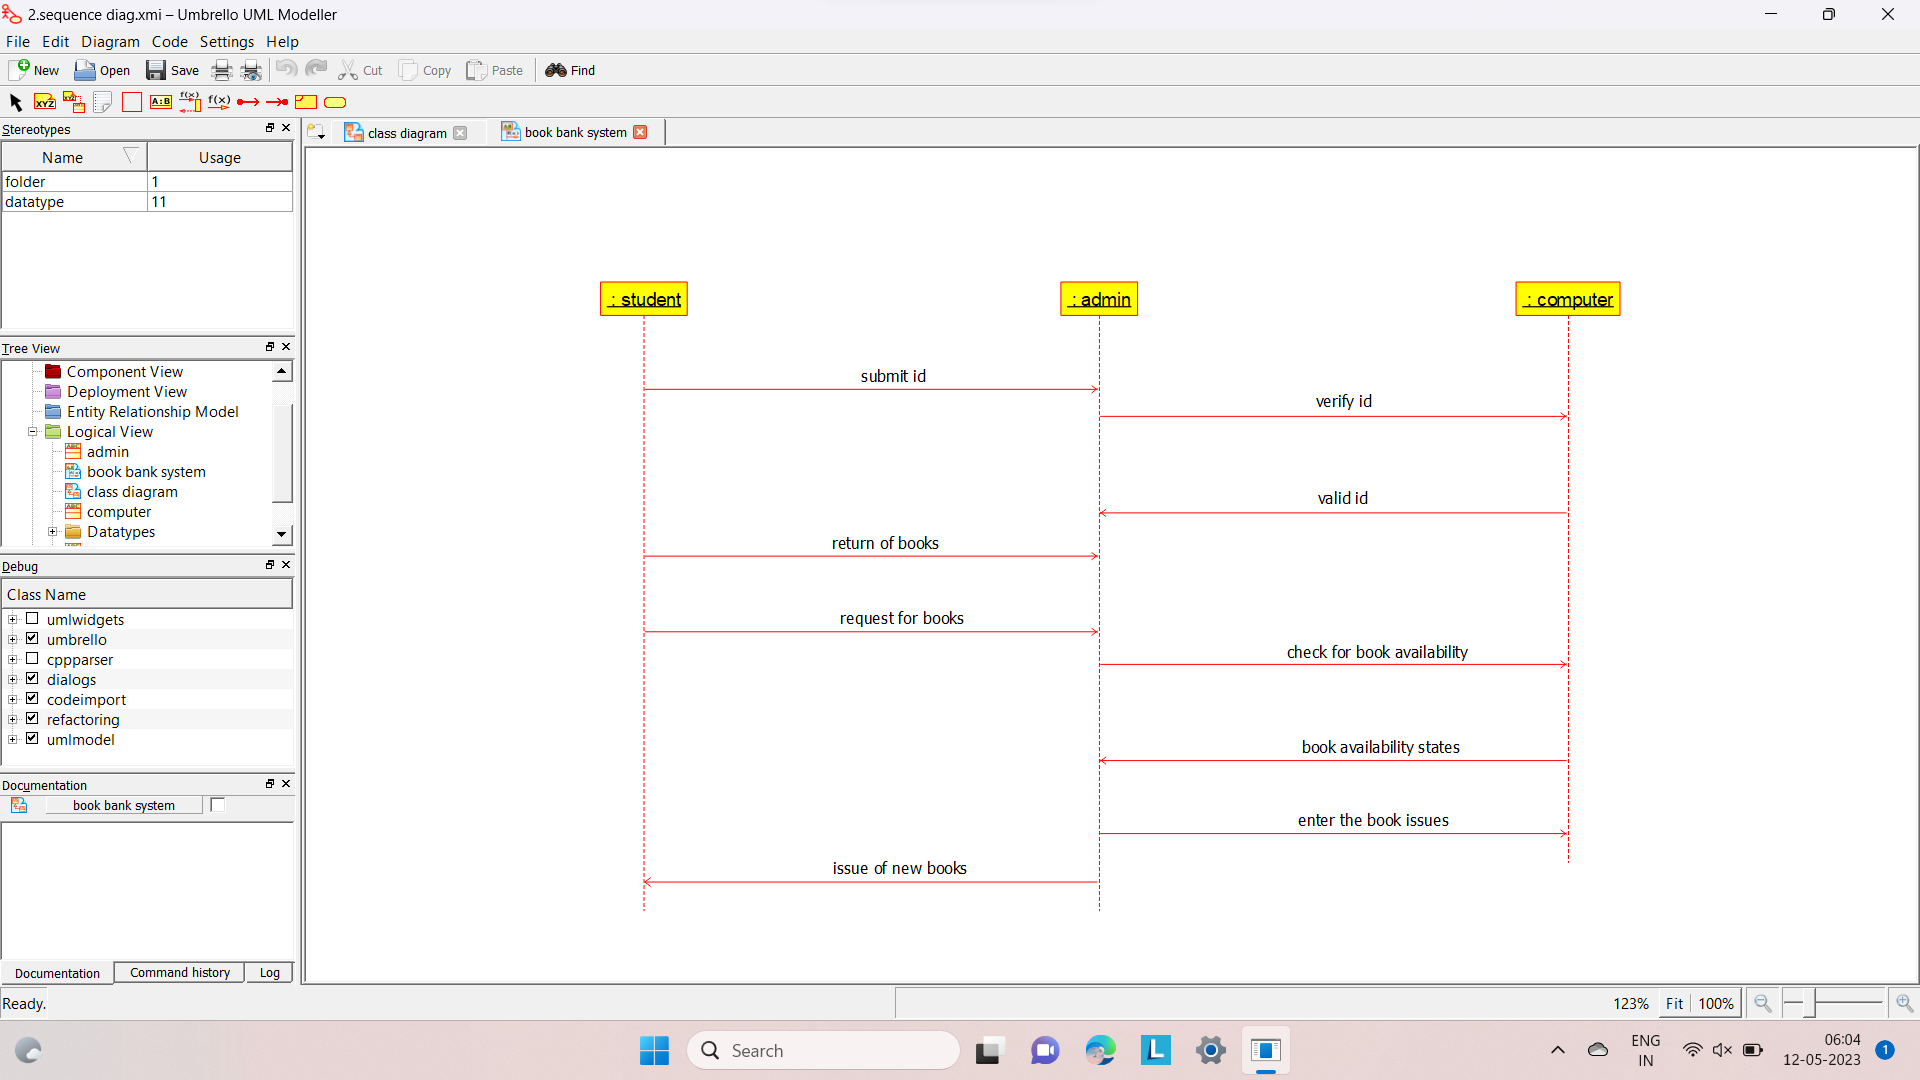 2.sequence diag.xmi – Umbrello UML Modeller
File Edit Diagram Code Settings Help
New Open Save Cut Copy Paste Find
XYZ XYZ A:B f(x) f(x)
Stereotypes
class diagram book bank system
Name Usage
folder 1
datatype 11
Tree View
Component View
Deployment View
Entity Relationship Model
Logical View
admin
book bank system
class diagram
computer
Datatypes
Debug
Class Name
umlwidgets
umbrello
cppparser
dialogs
codeimport
refactoring
umlmodel
Documentation
book bank system
Documentation Command history Log
: student : admin : computer
submit id
verify id
valid id
return of books
request for books
check for book availability
book availability states
enter the book issues
issue of new books
Ready.
123% Fit 100%
Search
L
ENG
IN
06:04
12-05-2023
1